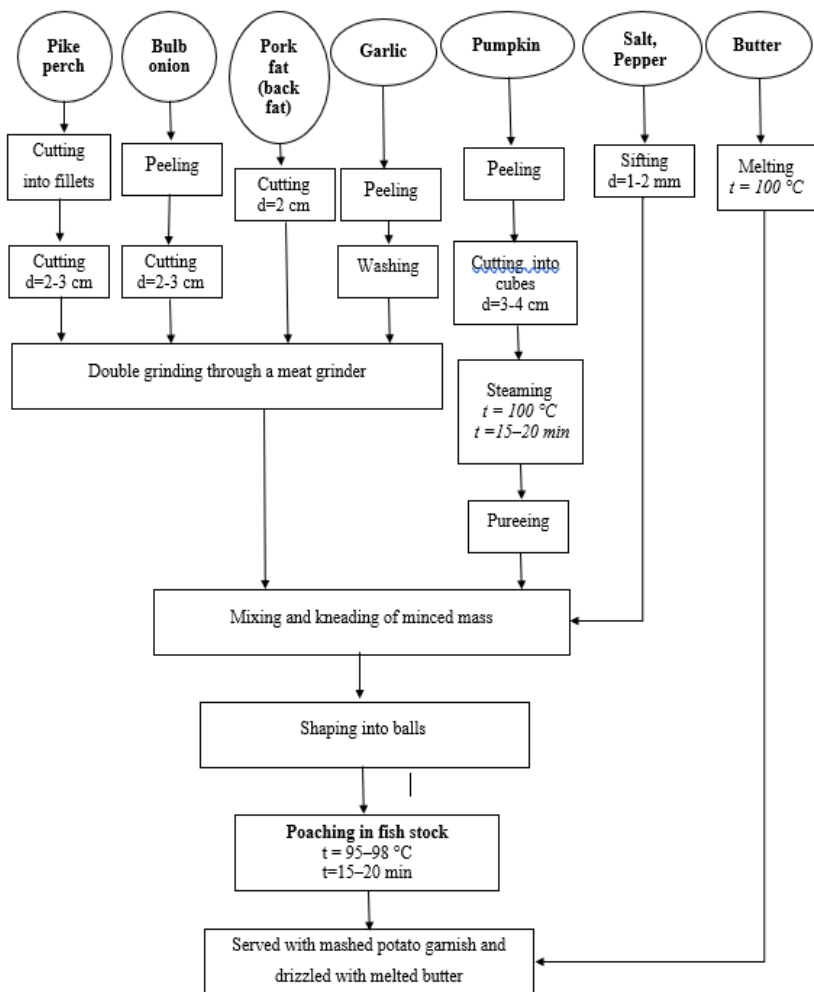 Pike
perch
Bulb
onion
Pork
fat
(back
fat)
Garlic
Pumpkin
Salt,
Pepper
Butter
Cutting
into fillets
Peeling
Cutting
d=2 cm
Peeling
Peeling
Sifting
d=1-2 mm
Melting
t = 100 °C
Cutting
d=2-3 cm
Cutting
d=2-3 cm
Washing
Cutting into
cubes
d=3-4 cm
Double grinding through a meat grinder
Steaming
t = 100 °C
t =15–20 min
Pureeing
Mixing and kneading of minced mass
Shaping into balls
Poaching in fish stock
t = 95–98 °C
t=15–20 min
Served with mashed potato garnish and
drizzled with melted butter